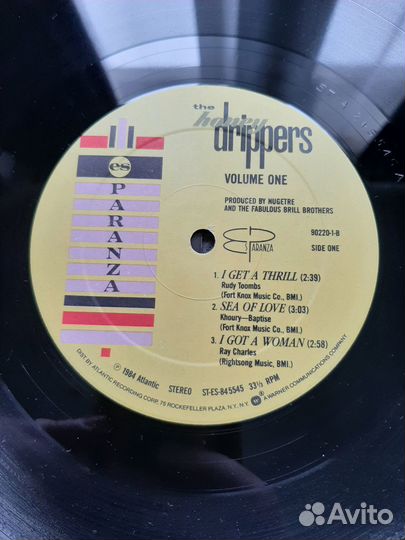 the
honey
drippers
VOLUME ONE
PRODUCED BY NUGETRE
AND THE FABULOUS BRILL BROTHERS
es
PARANZA
ES PARANZA
90220-1-B
SIDE ONE
1. I GET A THRILL (2:39)
Rudy Toombs
(Fort Knox Music Co., BMI.)
2. SEA OF LOVE (3:03)
Khoury—Baptise
(Fort Knox Music Co., BMI.)
3. I GOT A WOMAN (2:58)
Ray Charles
(Rightsong Music, BMI.)
℗ 1984 Atlantic STEREO ST-ES-845545 33⅓ RPM
DIST BY ATLANTIC RECORDING CORP., 75 ROCKEFELLER PLAZA, N.Y., N.Y. A WARNER COMMUNICATIONS COMPANY
Avito